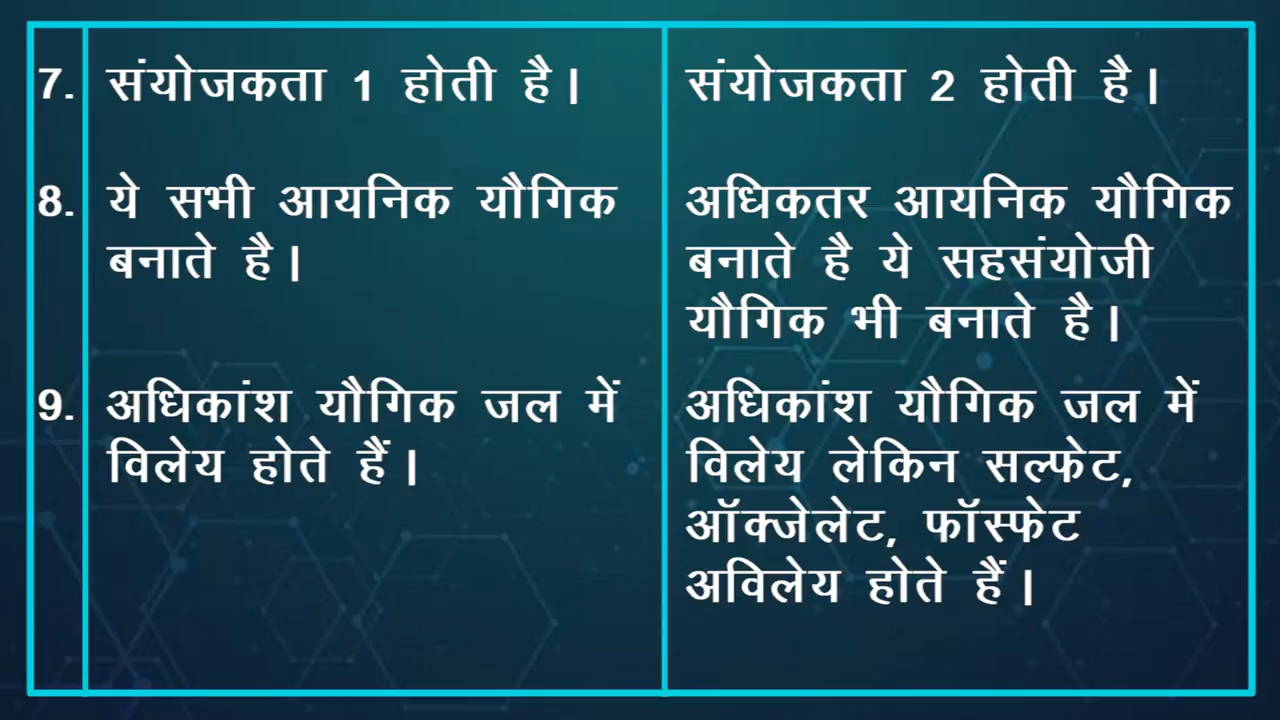 7. संयोजकता 1 होती है। संयोजकता 2 होती है।
8. ये सभी आयनिक यौगिक
बनाते है।
अधिकतर आयनिक यौगिक
बनाते है ये सहसंयोजी
यौगिक भी बनाते है।
9. अधिकांश यौगिक जल में
विलेय होते हैं।
अधिकांश यौगिक जल में
विलेय लेकिन सल्फेट,
ऑक्जेलेट, फॉस्फेट
अविलेय होते हैं।